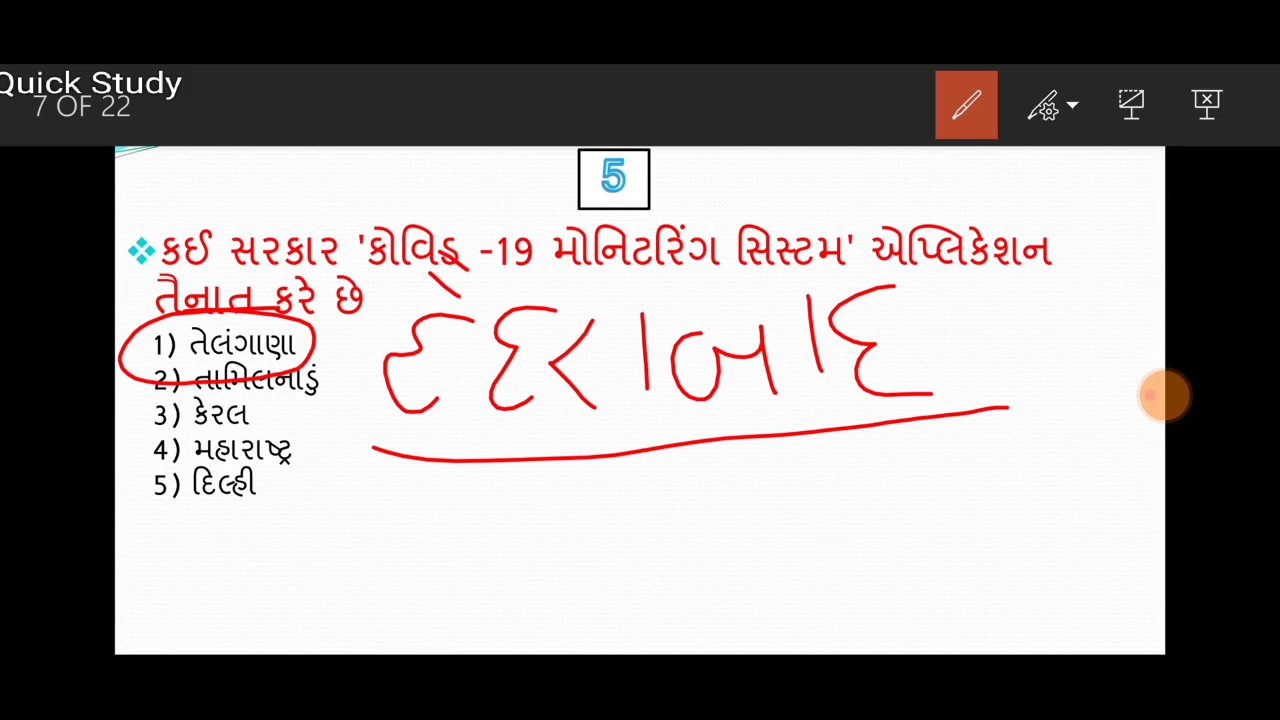 Quick Study
7 OF 22
5
કઈ સરકાર 'કોવિડ -19 મોનિટરિંગ સિસ્ટમ' એપ્લિકેશન
તૈનાત કરે છે
1) તેલંગાણા
2) તામિલનાડું
3) કેરલ
4) મહારાષ્ટ્ર
5) દિલ્હી
હૈદરાબાદ